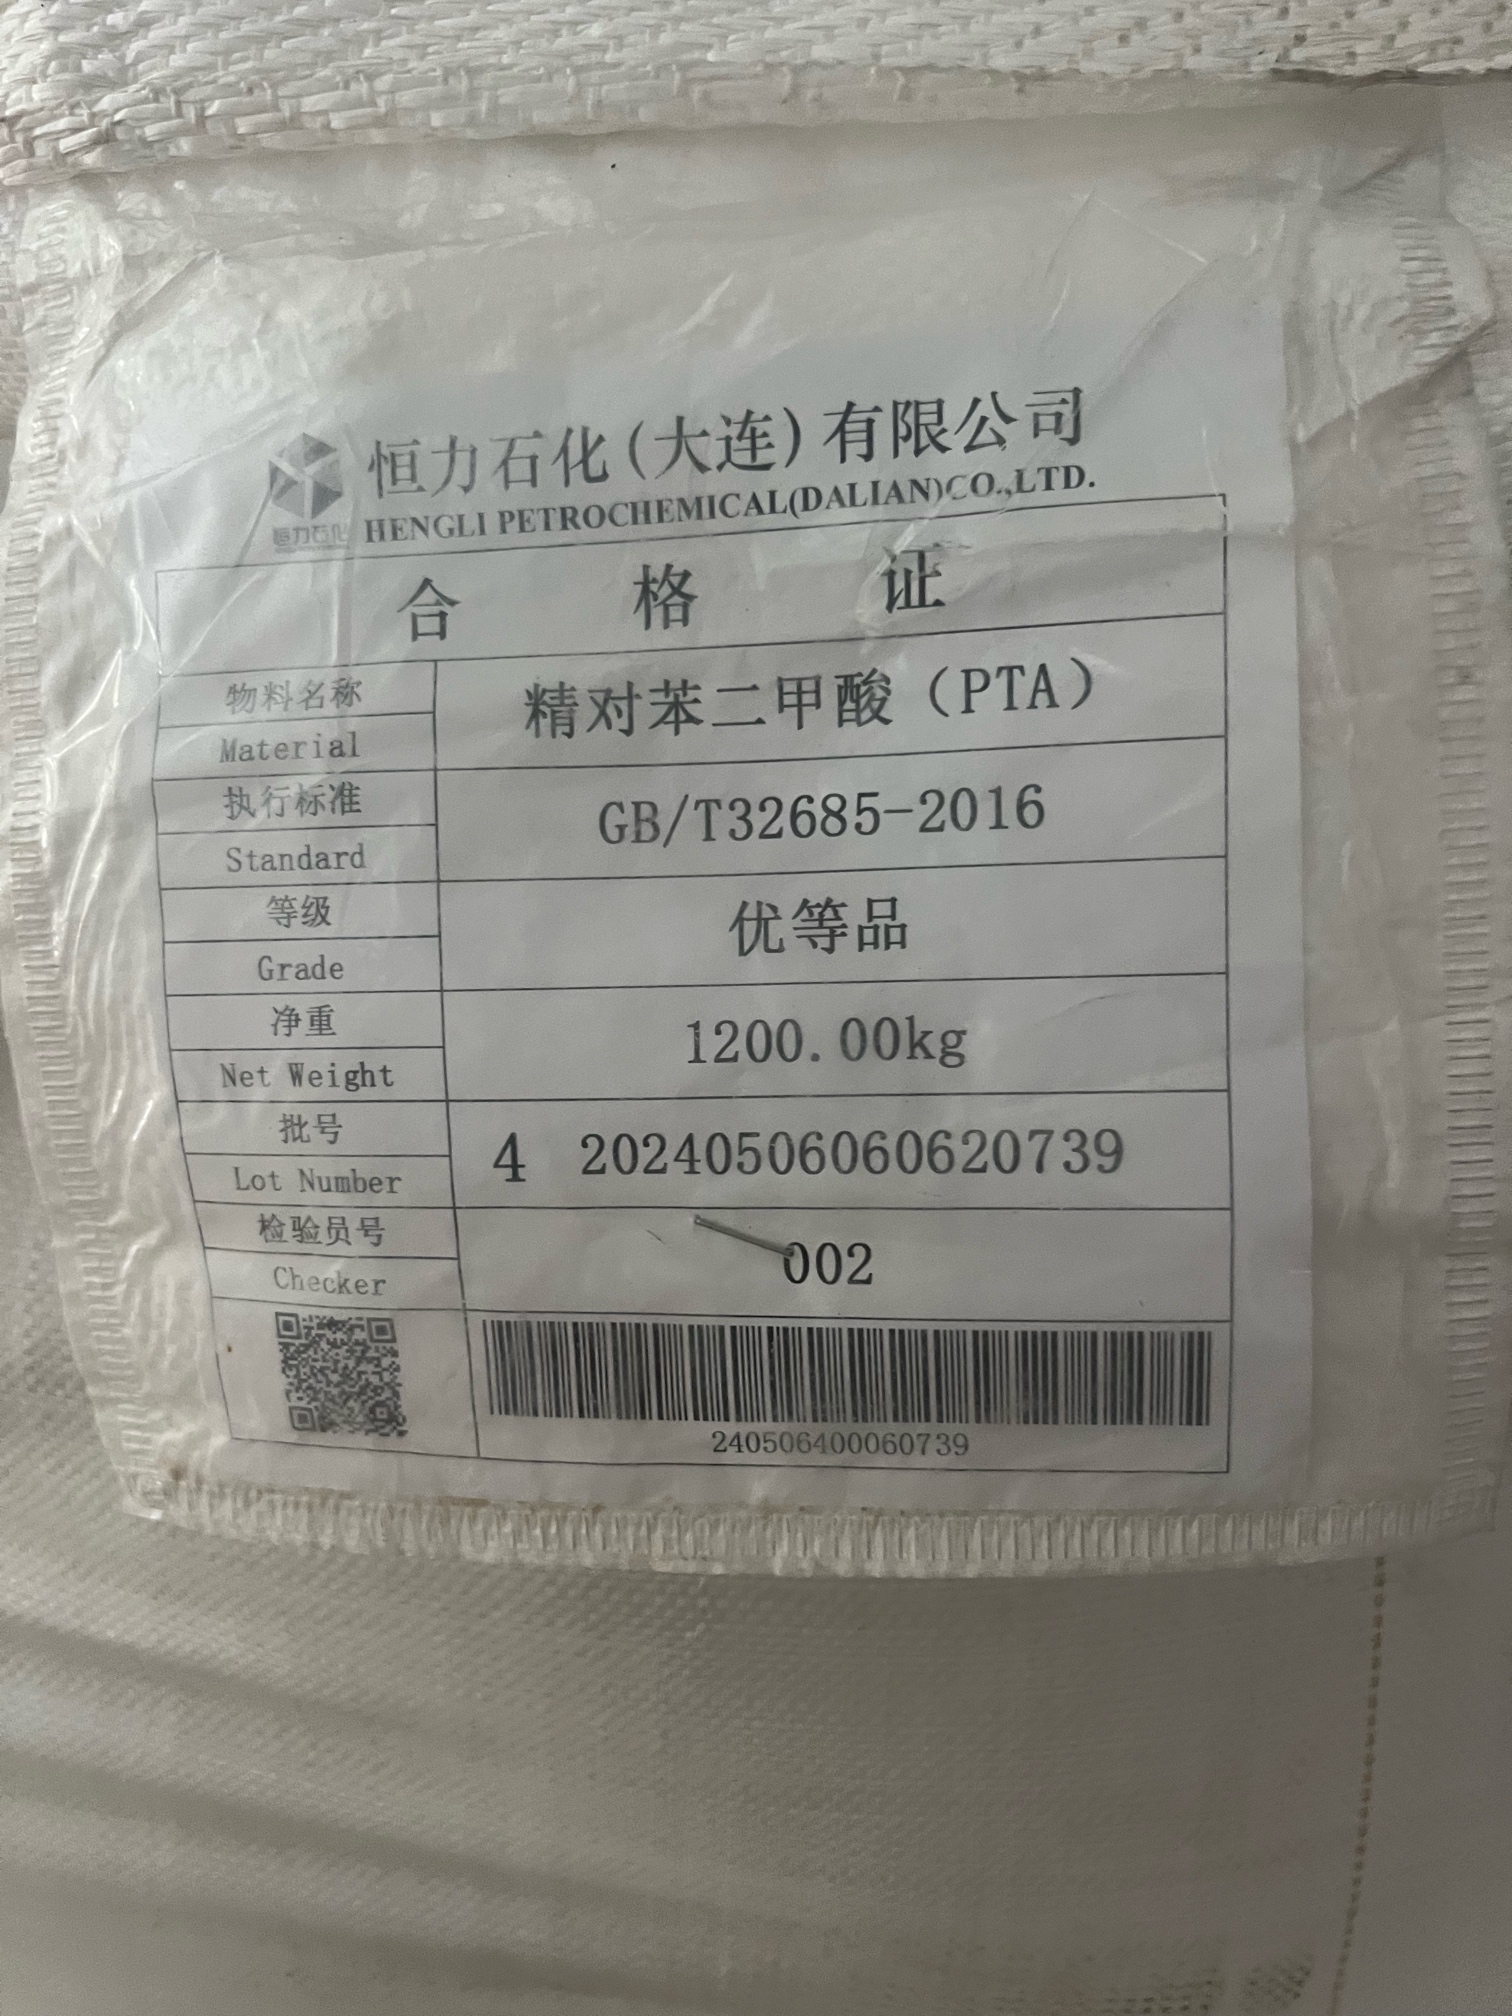 恒力石化(大连)有限公司
恒力石化
HENGLI PETROCHEMICAL(DALIAN)CO.,LTD.
合格证
物料名称
Material
精对苯二甲酸（PTA）
执行标准
Standard
GB/T32685-2016
等级
Grade
优等品
净重
Net Weight
1200.00kg
批号
Lot Number
4 20240506060620739
检验员号
Checker
002
240506400060739